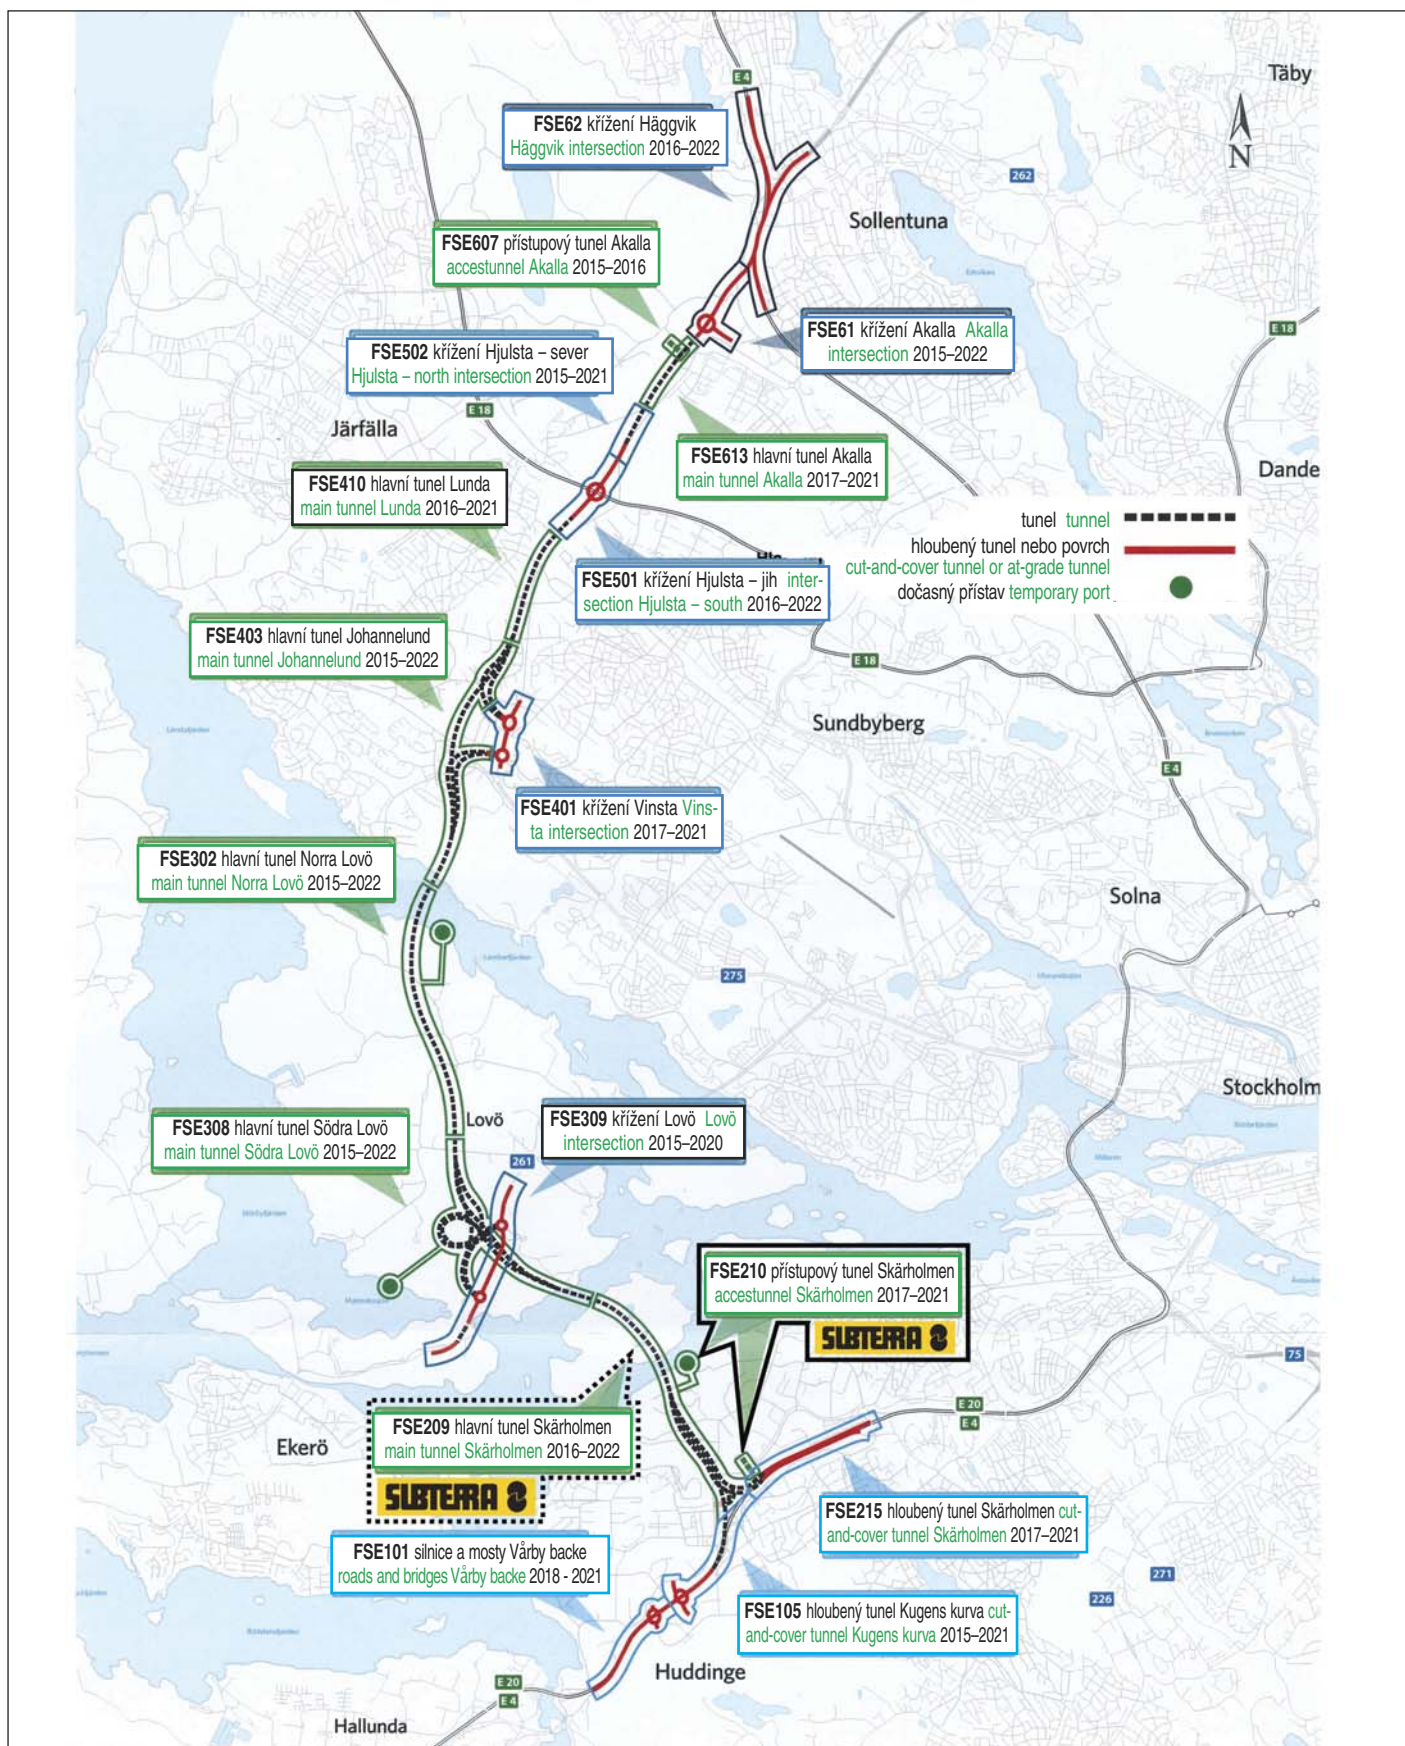 Täby
E 4
N
FSE62 křížení Häggvik
Häggvik intersection 2016–2022
262
Sollentuna
FSE607 přístupový tunel Akalla
accestunnel Akalla 2015–2016
FSE61 křížení Akalla Akalla
intersection 2015–2022
E 18
FSE502 křížení Hjulsta – sever
Hjulsta – north intersection 2015–2021
E 18
Järfälla
FSE613 hlavní tunel Akalla
main tunnel Akalla 2017–2021
Dande
FSE410 hlavní tunel Lunda
main tunnel Lunda 2016–2021
tunel tunnel
hloubený tunel nebo povrch
cut-and-cover tunnel or at-grade tunnel
dočasný přístav temporary port
FSE501 křížení Hjulsta – jih inter-
section Hjulsta – south 2016–2022
FSE403 hlavní tunel Johannelund
main tunnel Johannelund 2015–2022
E 18
Sundbyberg
E 4
FSE401 křížení Vinsta Vins-
ta intersection 2017–2021
FSE302 hlavní tunel Norra Lovö
main tunnel Norra Lovö 2015–2022
Solna
275
Stockholm
Lovö
FSE309 křížení Lovö Lovö
intersection 2015–2020
FSE308 hlavní tunel Södra Lovö
main tunnel Södra Lovö 2015–2022
261
FSE210 přístupový tunel Skärholmen
accestunnel Skärholmen 2017–2021
SUBTERRA
75
E 20
E 4
FSE209 hlavní tunel Skärholmen
main tunnel Skärholmen 2016–2022
SUBTERRA
Ekerö
FSE215 hloubený tunel Skärholmen cut-
and-cover tunnel Skärholmen 2017–2021
FSE101 silnice a mosty Vårby backe
roads and bridges Vårby backe 2018 - 2021
271
226
FSE105 hloubený tunel Kugens kurva cut-
and-cover tunnel Kugens kurva 2015–2021
Huddinge
E 20
E 4
Hallunda